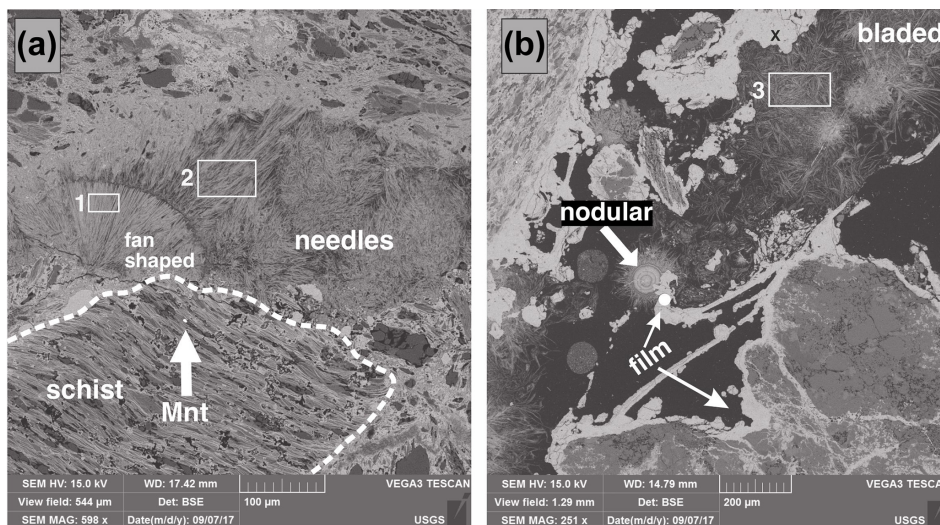 (a)
2
1
fan
shaped
needles
schist
Mnt
SEM HV: 15.0 kV
WD: 17.42 mm
VEGA3 TESCAN
View field: 544 µm
Det: BSE
100 µm
SEM MAG: 598 x
Date(m/d/y): 09/07/17
USGS
(b)
x
bladed
3
nodular
film
SEM HV: 15.0 kV
WD: 14.79 mm
VEGA3 TESCA
View field: 1.29 mm
Det: BSE
200 µm
SEM MAG: 251 x
Date(m/d/y): 09/07/17
USGS